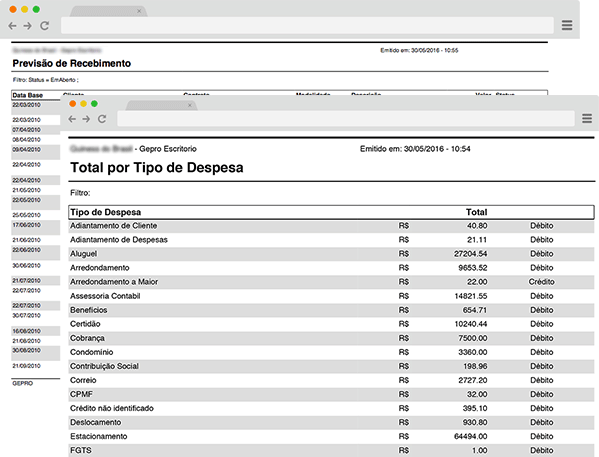 Emitido em: 30/05/2016 - 10:55
Previsão de Recebimento
Filtro: Status = EmAberto ;
Data Base Cliente Contrato Modalidade Descrição Valor Status
22/03/2010
22/03/2010
07/04/2010
08/04/2010
09/04/2010
22/04/2010
22/04/2010
21/05/2010
22/05/2010
25/05/2010
17/06/2010
21/06/2010
22/06/2010
30/06/2010
21/07/2010
22/07/2010
22/07/2010
30/07/2010
16/08/2010
21/08/2010
30/08/2010
21/09/2010
GEPRO
- Gepro Escritorio Emitido em: 30/05/2016 - 10:54
Total por Tipo de Despesa
Filtro:
Tipo de Despesa Total
Adiantamento de Cliente R$ 40.80 Débito
Adiantamento de Despesas R$ 21.11 Débito
Aluguel R$ 27204.54 Débito
Arredondamento R$ 9653.52 Débito
Arredondamento a Maior R$ 22.00 Crédito
Assessoria Contabil R$ 14821.55 Débito
Beneficios R$ 654.71 Débito
Certidão R$ 10240.44 Débito
Cobrança R$ 7500.00 Débito
Condomínio R$ 3360.00 Débito
Contribuição Social R$ 198.96 Débito
Correio R$ 2727.20 Débito
CPMF R$ 32.00 Débito
Crédito não identificado R$ 395.10 Débito
Deslocamento R$ 930.80 Débito
Estacionamento R$ 64494.00 Débito
FGTS R$ 1.00 Débito